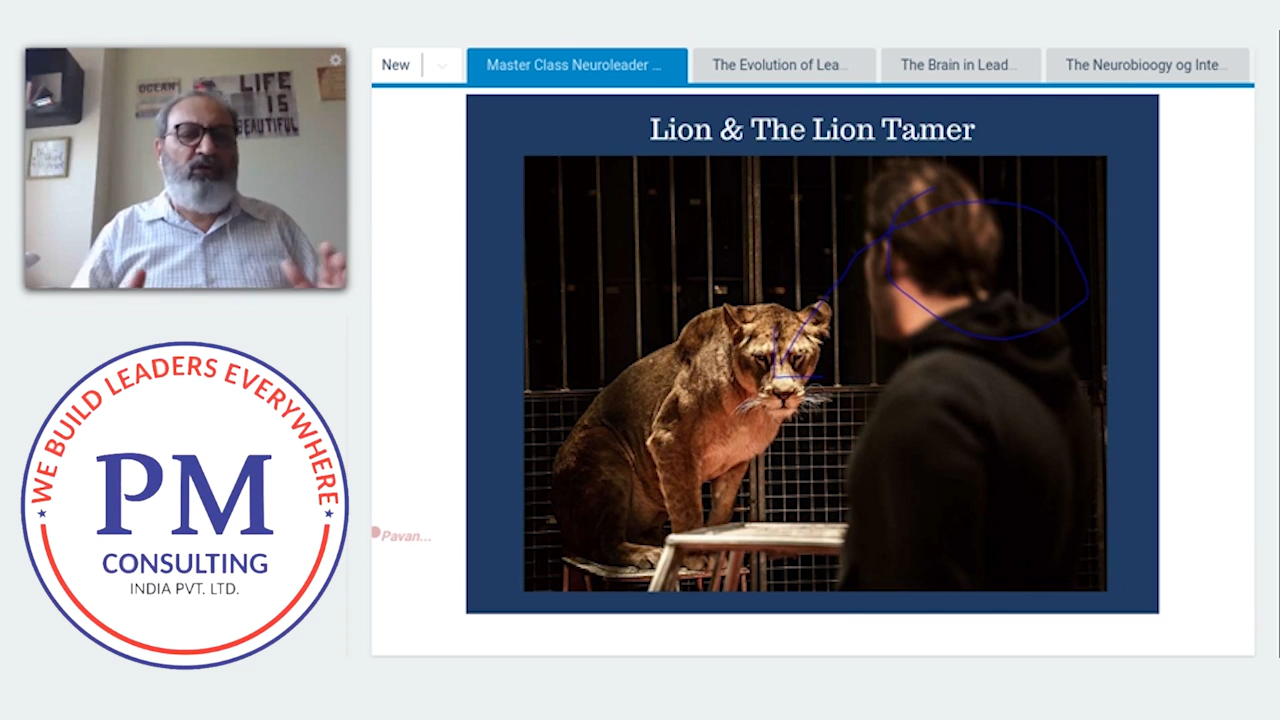 OCEAN
LIFE
IS
BEAUTIFUL
New
Master Class Neuroleader ...
The Evolution of Lea...
The Brain in Lead...
The Neurobioogy og Inte...
Lion & The Lion Tamer
WE BUILD LEADERS EVERYWHERE
PM
CONSULTING
INDIA PVT. LTD.
Pavan...